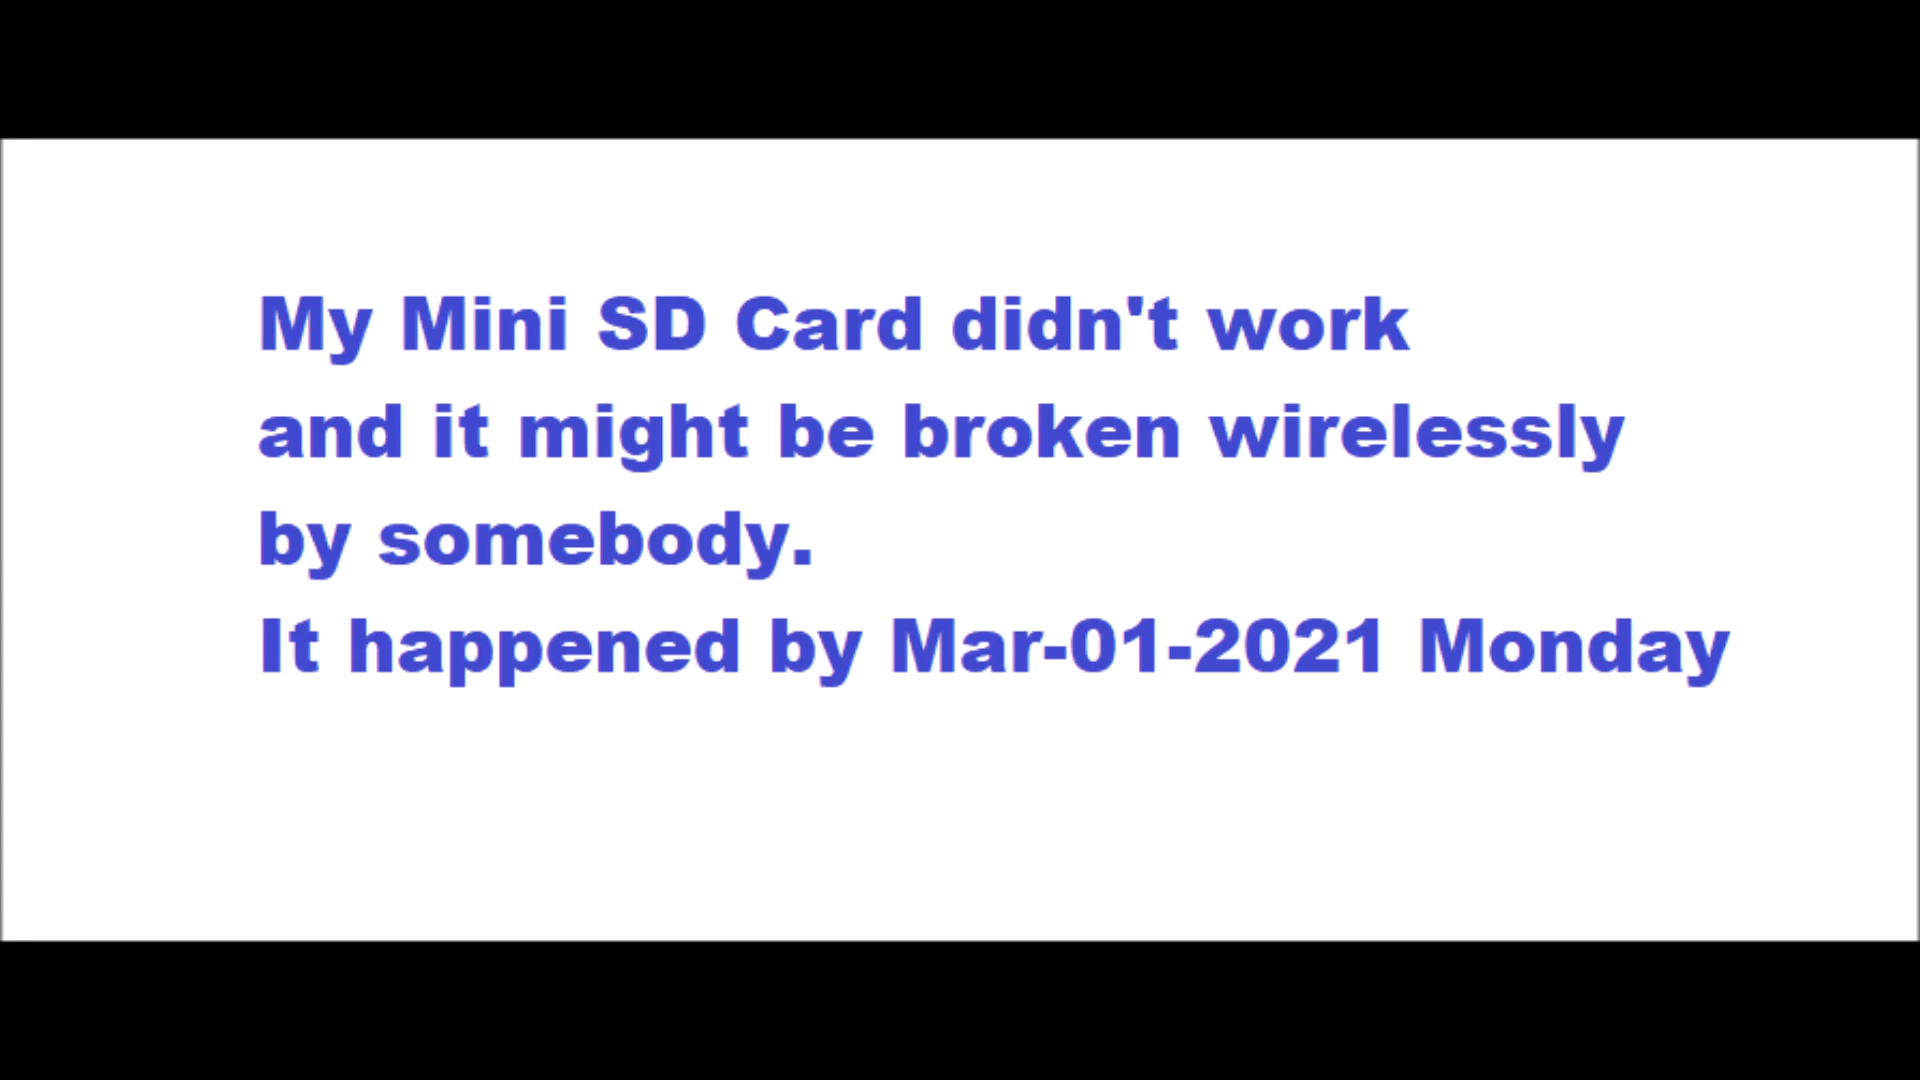 My Mini SD Card didn't work
and it might be broken wirelessly
by somebody.
It happened by Mar-01-2021 Monday